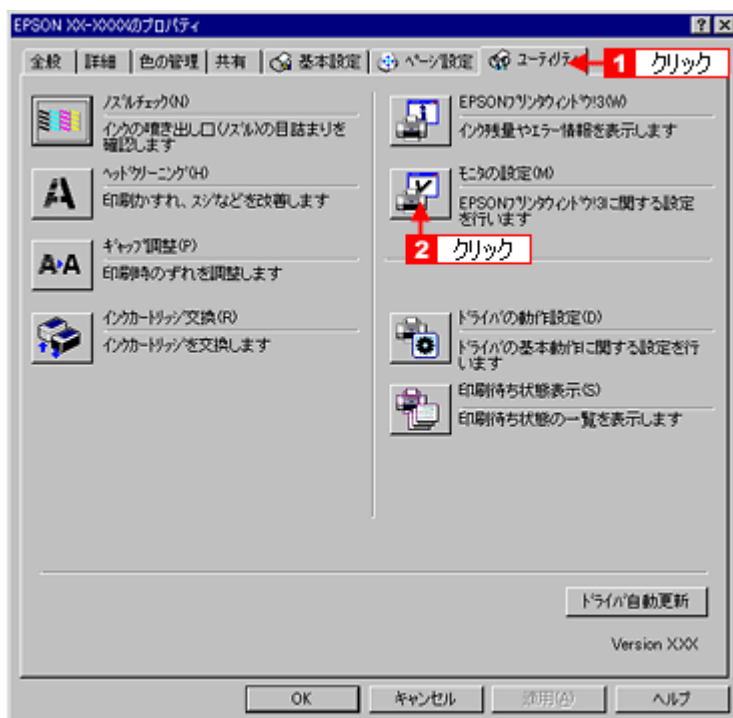 EPSON XX-XXXXのプロパティ
全般 詳細 色の管理 共有 基本設定 ページ設定 ユーティリティ
1 クリック
ノズルチェック(N)
インクの噴き出し口(ノズル)の目詰まりを
確認します
ヘッドクリーニング(H)
印刷かすれ、スジなどを改善します
ギャップ調整(P)
印刷時のずれを調整します
インクカートリッジ交換(R)
インクカートリッジを交換します
EPSONプリンタウィンドウ!3(W)
インク残量やエラー情報を表示します
モニタの設定(M)
EPSONプリンタウィンドウ!3に関する設定
を行います
2 クリック
ドライバの動作設定(D)
ドライバの基本動作に関する設定を行
います
印刷待ち状態表示(S)
印刷待ち状態の一覧を表示します
ドライバ自動更新
Version XXX
OK キャンセル 適用(A) ヘルプ